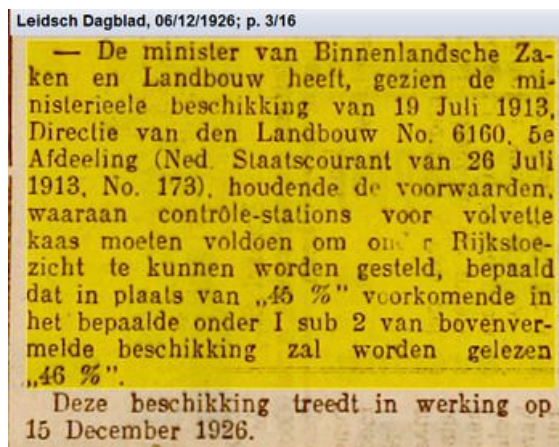 Leidsch Dagblad, 06/12/1926; p. 3/16
— De minister van Binnenlandsche Za-
ken en Landbouw heeft, gezien de mi-
nisterieele beschikking van 19 Juli 1913,
Directie van den Landbouw No. 6160, 5e
Afdeeling (Ned. Staatscourant van 26 Juli
1913, No. 173), houdende de voorwaarden,
waaraan contrôle-stations voor volvette
kaas moeten voldoen om Rijkstoe-
zicht te kunnen worden gesteld, bepaald
dat in plaats van „45 %” voorkomende in
het bepaalde onder I sub 2 van bovenver-
melde beschikking zal worden gelezen
„46 %”.
Deze beschikking treedt in werking op
15 December 1926.